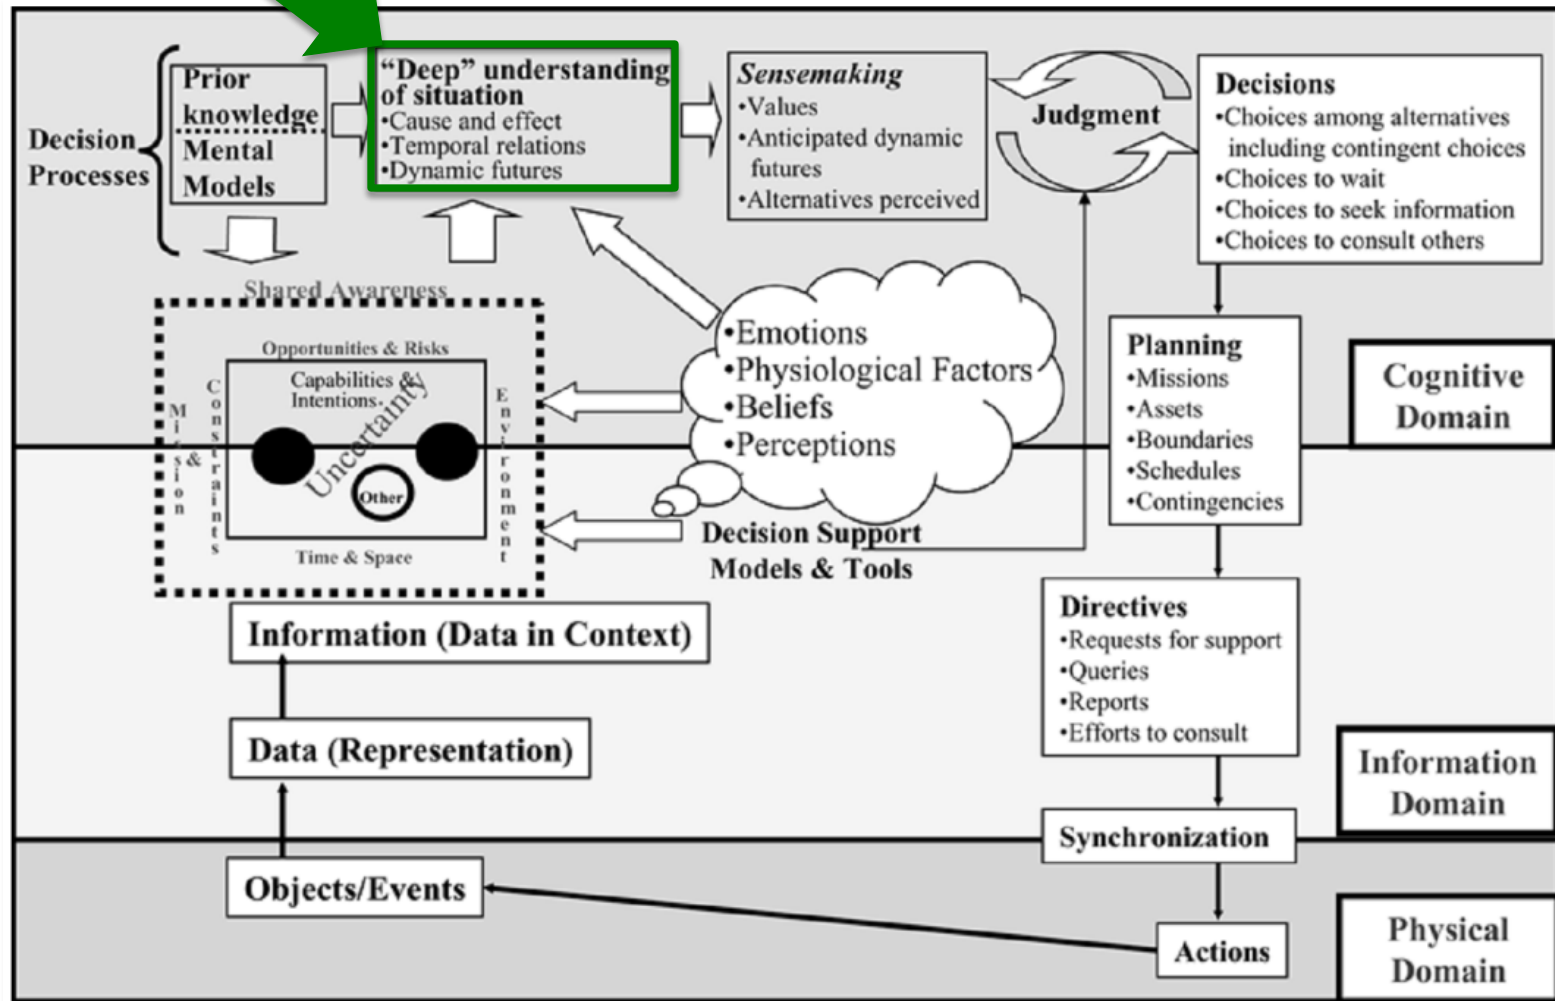 Decision
Processes
Prior
knowledge
Mental
Models
“Deep” understanding
of situation
•Cause and effect
•Temporal relations
•Dynamic futures
Sensemaking
•Values
•Anticipated dynamic
futures
•Alternatives perceived
Judgment
Decisions
•Choices among alternatives
including contingent choices
•Choices to wait
•Choices to seek information
•Choices to consult others
Shared Awareness
Opportunities & Risks
Mission
&
Constraints
Capabilities &
Intentions.
Uncertainty
Other
Environment
Time & Space
•Emotions
•Physiological Factors
•Beliefs
•Perceptions
Decision Support
Models & Tools
Planning
•Missions
•Assets
•Boundaries
•Schedules
•Contingencies
Cognitive
Domain
Information (Data in Context)
Directives
•Requests for support
•Queries
•Reports
•Efforts to consult
Data (Representation)
Information
Domain
Synchronization
Objects/Events
Actions
Physical
Domain